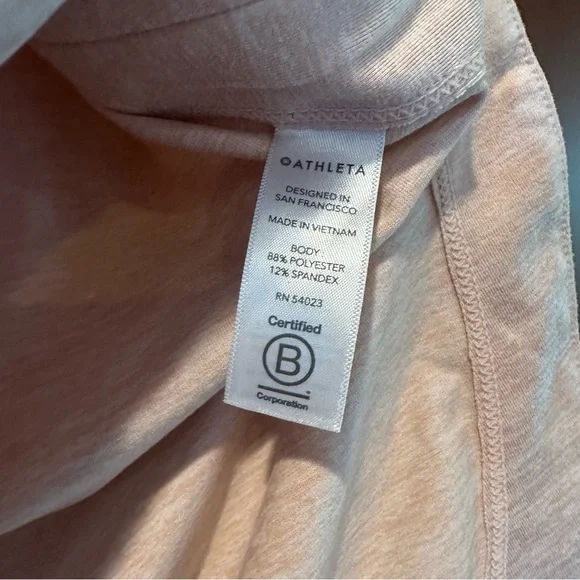 ATHLETA
DESIGNED IN
SAN FRANCISCO
MADE IN VIETNAM
BODY
88% POLYESTER
12% SPANDEX
RN 54023
Certified
B
Corporation